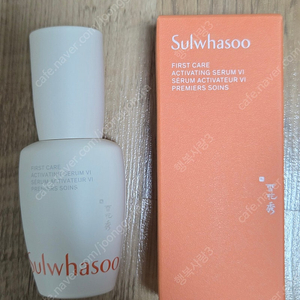 Sulwhasoo
FIRST CARE
ACTIVATING SERUM VI
SÉRUM ACTIVATEUR VI
PREMIERS SOINS
FIRST CARE
ACTIVATING SERUM VI
SÉRUM ACTIVATEUR VI
PREMIERS SOINS
Sulwhasoo